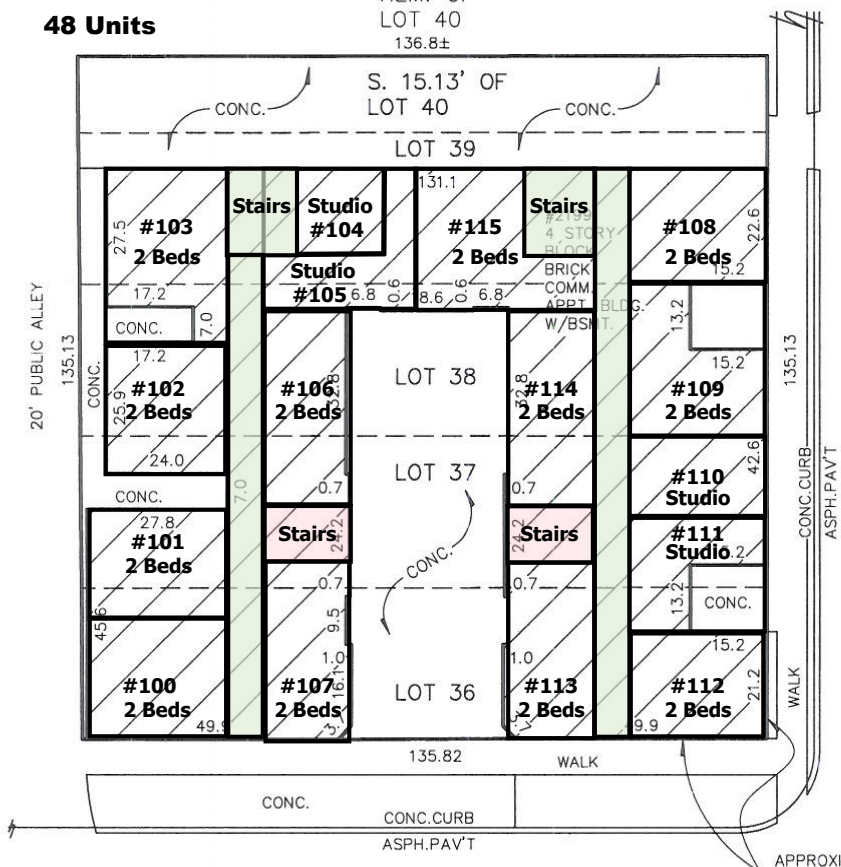 48 Units
LOT 40
136.8±
S. 15.13' OF
LOT 40
CONC.
CONC.
LOT 39
131.1
Stairs
Studio
#104
Stairs
#103
2 Beds
27.5
#115
2 Beds
#2199
4 STORY
BLOCK
BRICK
COMM.
APPT. BLDG.
W/BSMT.
#108
2 Beds
22.6
15.2
Studio
#105
6.8
0.6
8.6
0.6
6.8
17.2
7.0
CONC.
13.2
15.2
20' PUBLIC ALLEY
135.13
CONC.
17.2
#102
2 Beds
25.9
24.0
#106
2 Beds
32.8
LOT 38
#114
2 Beds
32.8
#109
2 Beds
135.13
LOT 37
42.6
#110
Studio
CONC.
7.0
0.7
0.7
27.8
#101
2 Beds
Stairs
24.2
CONC.
Stairs
24.2
#111
Studio
CONC.CURB
ASPH.PAV'T
0.7
0.7
13.2
CONC.
9.5
45.6
15.2
1.0
1.0
#100
2 Beds
#107
2 Beds
16.1
LOT 36
#113
2 Beds
#112
2 Beds
21.2
WALK
49.9
9.9
135.82
WALK
CONC.
CONC.CURB
ASPH.PAV'T
APPROXI